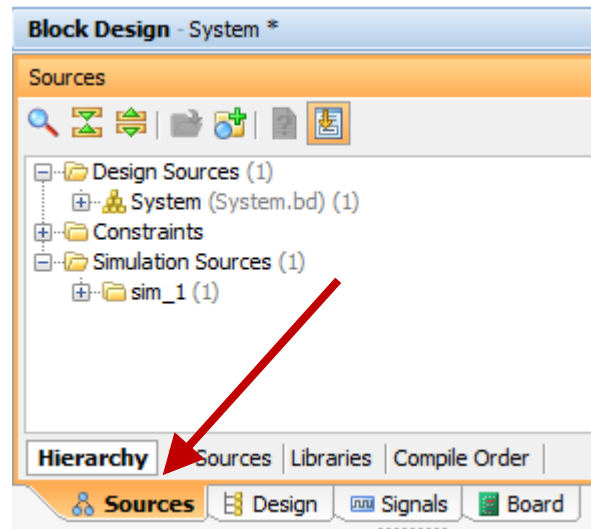 Block Design - System *
Sources
Design Sources (1)
System (System.bd) (1)
Constraints
Simulation Sources (1)
sim_1 (1)
Hierarchy Sources Libraries Compile Order
Sources Design Signals Board